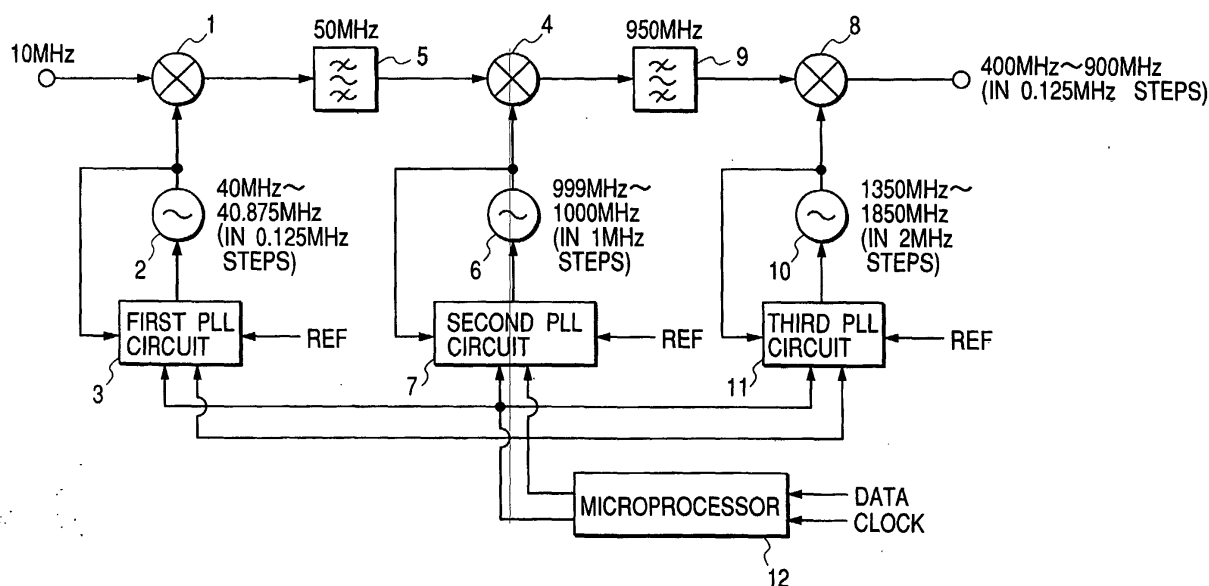 1
4
8
10MHz
50MHz
950MHz
5
9
400MHz～900MHz
(IN 0.125MHz STEPS)
40MHz～
40.875MHz
(IN 0.125MHz
STEPS)
2
999MHz～
1000MHz
(IN 1MHz
STEPS)
6
1350MHz～
1850MHz
(IN 2MHz
STEPS)
10
FIRST PLL
CIRCUIT
REF
3
SECOND PLL
CIRCUIT
REF
7
THIRD PLL
CIRCUIT
REF
11
MICROPROCESSOR
DATA
CLOCK
12